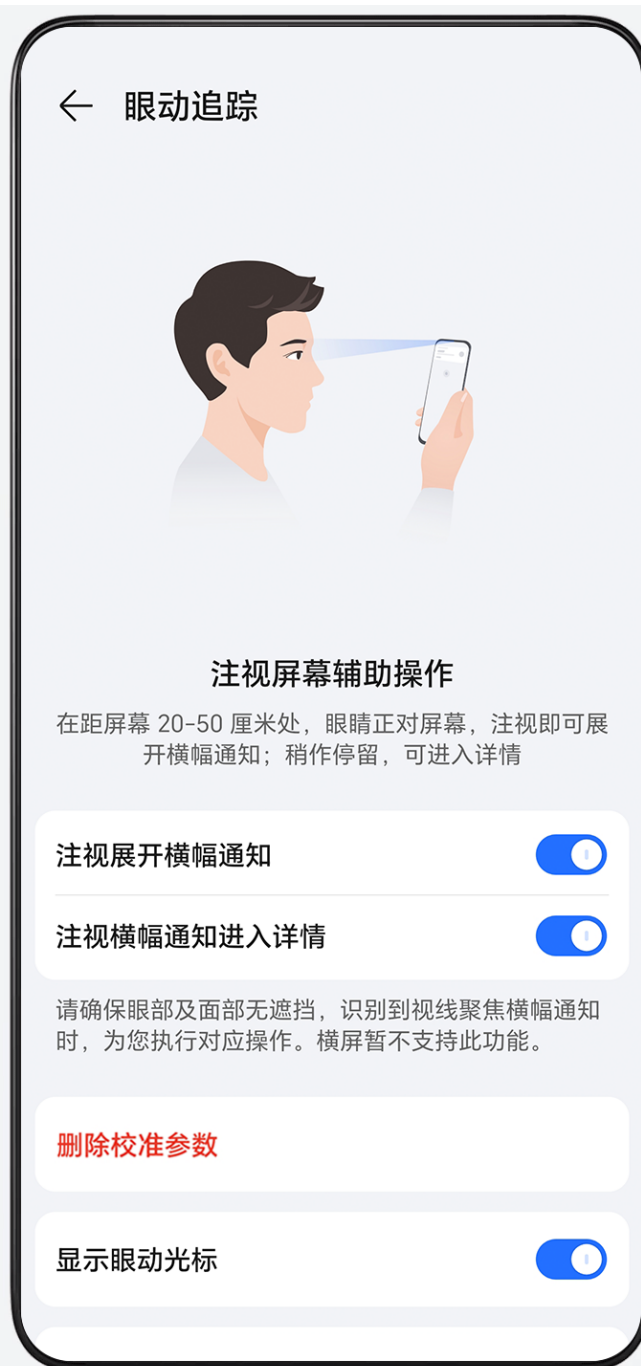 眼动追踪
注视屏幕辅助操作
在距屏幕 20-50 厘米处，眼睛正对屏幕，注视即可展
开横幅通知；稍作停留，可进入详情
注视展开横幅通知
注视横幅通知进入详情
请确保眼部及面部无遮挡，识别到视线聚焦横幅通知
时，为您执行对应操作。横屏暂不支持此功能。
删除校准参数
显示眼动光标